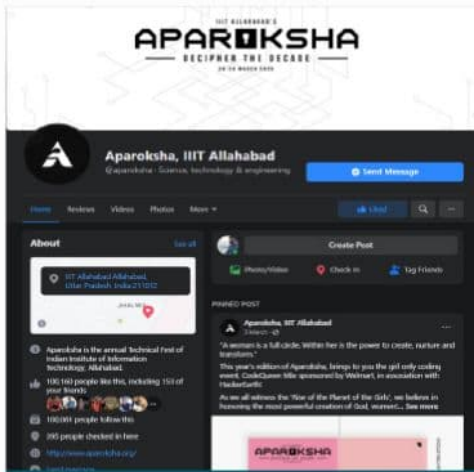 IIIT ALLAHABAD'S
APAROKSHA
DECIPHER THE DECADE
Aparoksha, IIIT Allahabad
@aparoksha · Science, technology & engineering
Send Message
Home
Reviews
Videos
Photos
More
Liked
About
See all
IIIT Allahabad Allahabad,
Uttar Pradesh, India 211012
Aparoksha is the annual Technical Fest of
Indian Institute of Information
Technology, Allahabad.
100,160 people like this, including 153 of
your friends
100,061 people follow this
395 people checked in here
http://www.aparoksha.org/
Send message
Create Post
Photo/Video
Check in
Tag Friends
PINNED POST
Aparoksha, IIIT Allahabad
"A woman is a full circle. Within her is the power to create, nurture and
transform."
This year's edition of Aparoksha, brings to you the girl only coding
event, CodeQueen Wile sponsored by Walmart, in association with
HackerEarth!
As we all witness the 'Rise of the Planet of the Girls', we believe in
honouring the most powerful creation of God, women!... See more
APAROKSHA